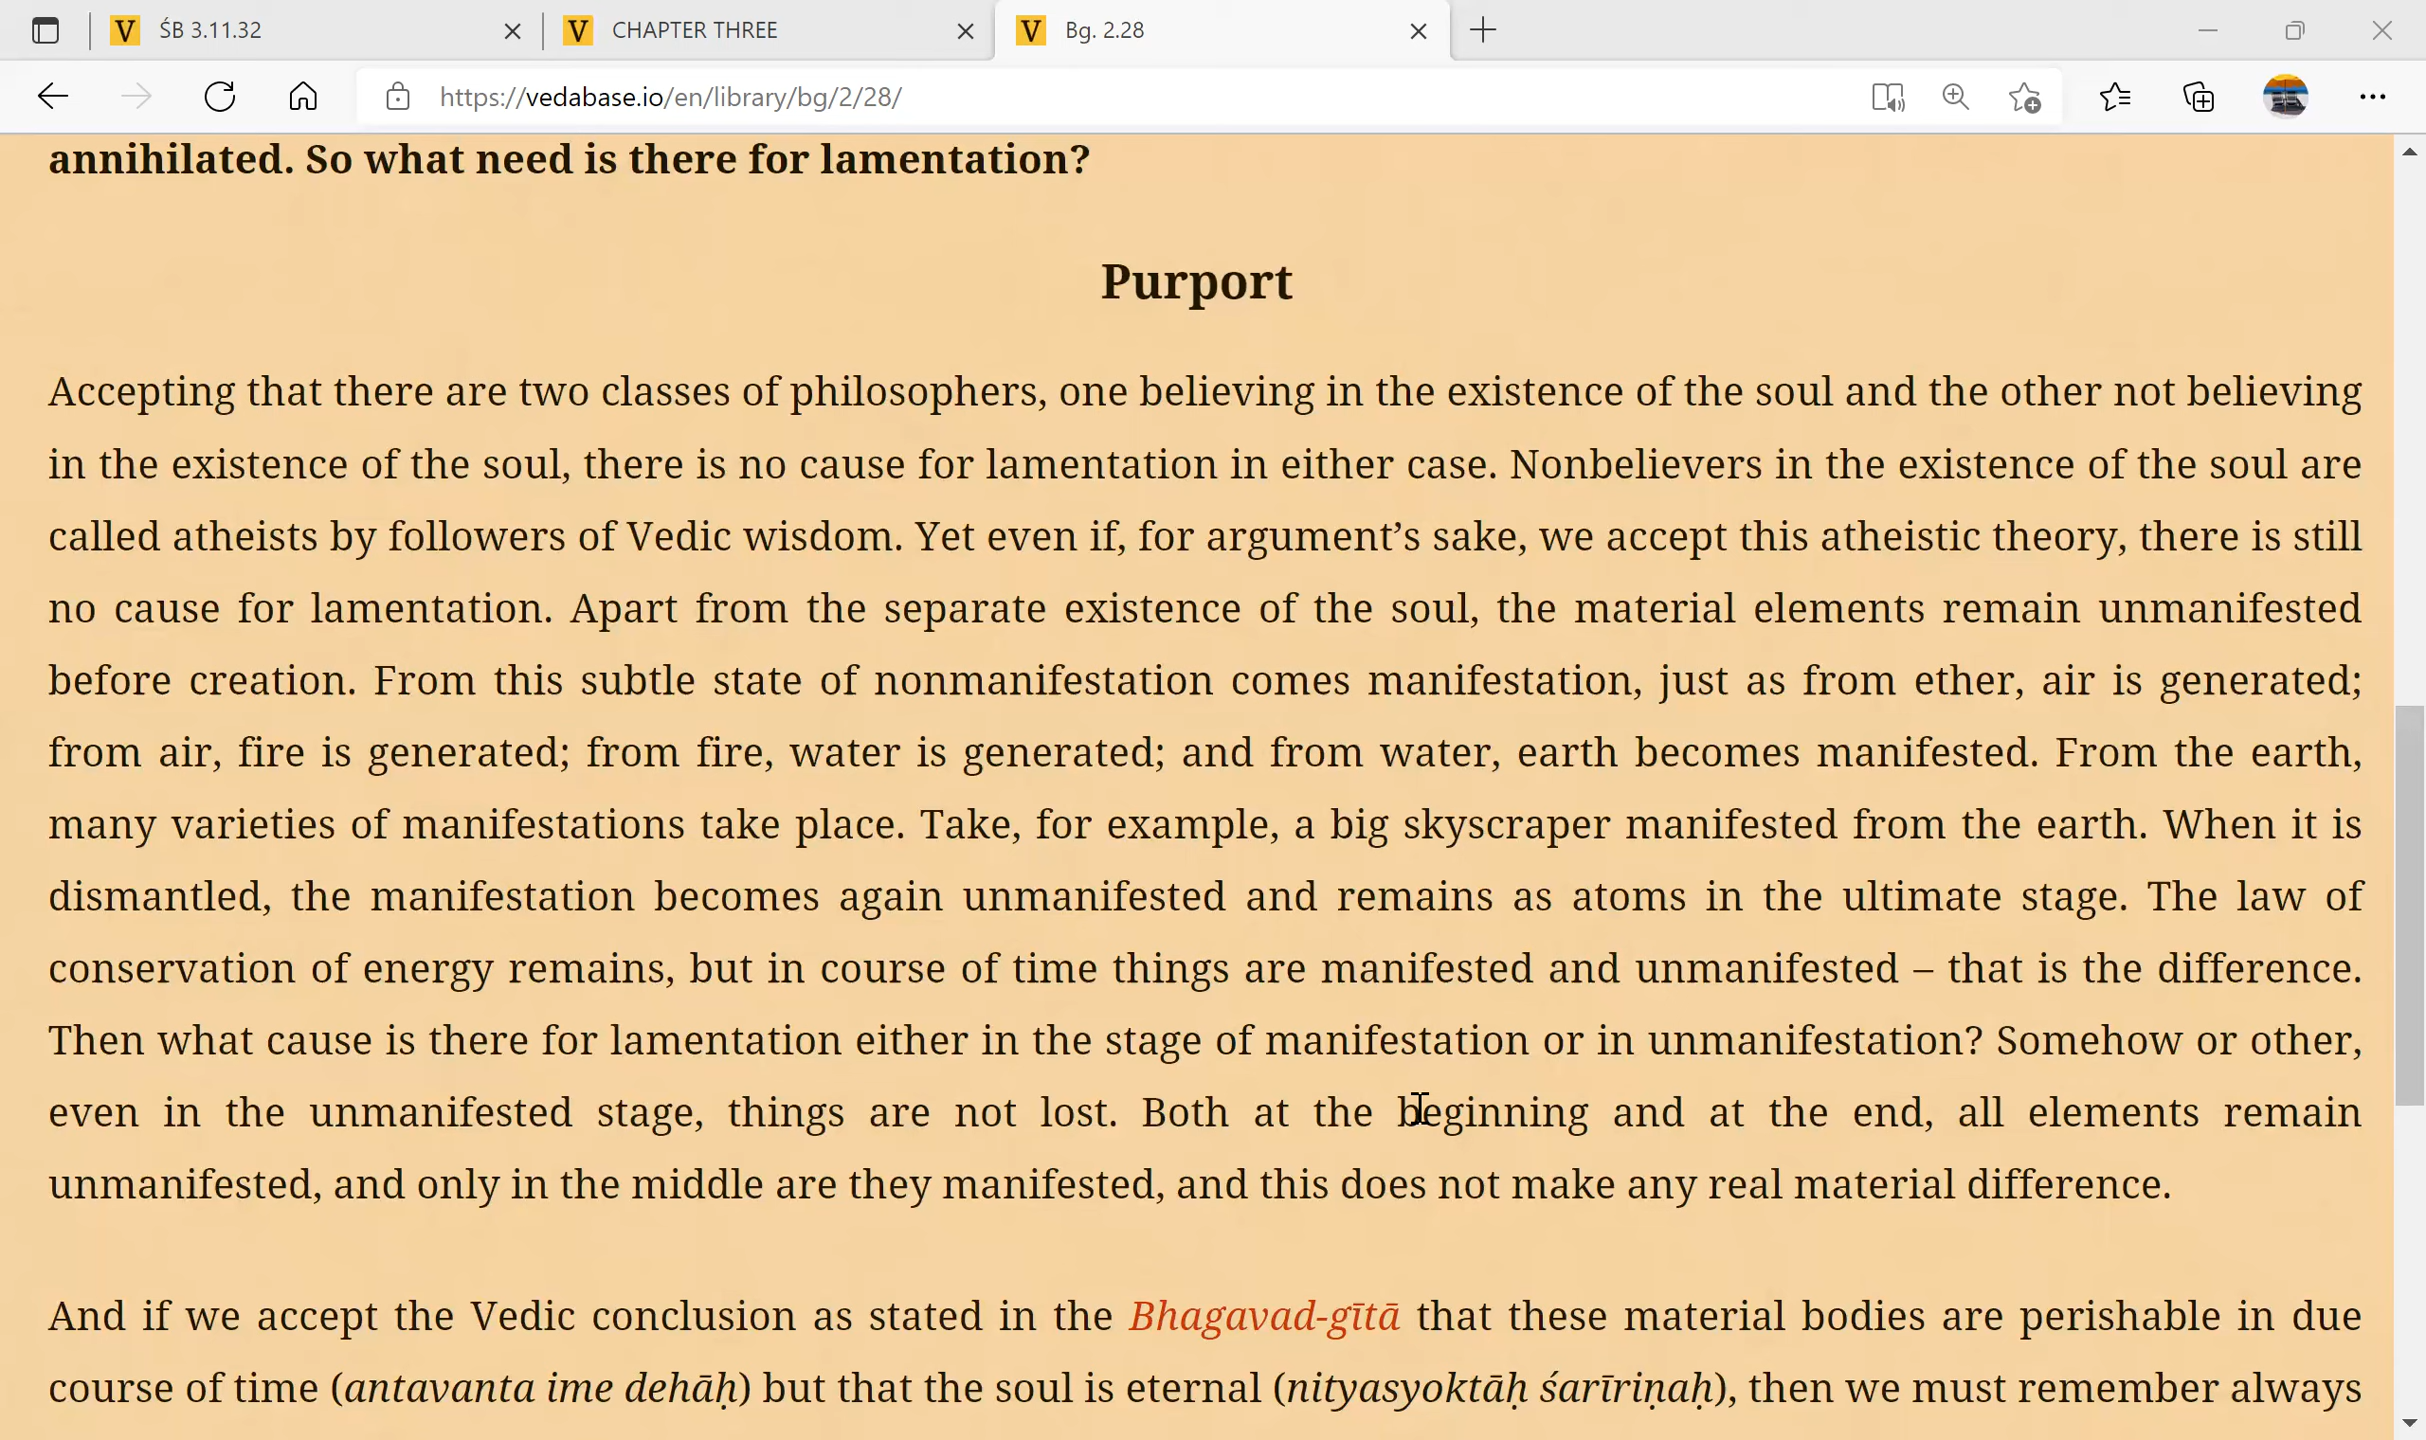 V ŚB 3.11.32
V CHAPTER THREE
V Bg. 2.28
https://vedabase.io/en/library/bg/2/28/
annihilated. So what need is there for lamentation?
Purport
Accepting that there are two classes of philosophers, one believing in the existence of the soul and the other not believing
in the existence of the soul, there is no cause for lamentation in either case. Nonbelievers in the existence of the soul are
called atheists by followers of Vedic wisdom. Yet even if, for argument’s sake, we accept this atheistic theory, there is still
no cause for lamentation. Apart from the separate existence of the soul, the material elements remain unmanifested
before creation. From this subtle state of nonmanifestation comes manifestation, just as from ether, air is generated;
from air, fire is generated; from fire, water is generated; and from water, earth becomes manifested. From the earth,
many varieties of manifestations take place. Take, for example, a big skyscraper manifested from the earth. When it is
dismantled, the manifestation becomes again unmanifested and remains as atoms in the ultimate stage. The law of
conservation of energy remains, but in course of time things are manifested and unmanifested – that is the difference.
Then what cause is there for lamentation either in the stage of manifestation or in unmanifestation? Somehow or other,
even in the unmanifested stage, things are not lost. Both at the beginning and at the end, all elements remain
unmanifested, and only in the middle are they manifested, and this does not make any real material difference.
And if we accept the Vedic conclusion as stated in the Bhagavad-gītā that these material bodies are perishable in due
course of time (antavanta ime dehāḥ) but that the soul is eternal (nityasyoktāḥ śarīriṇaḥ), then we must remember always